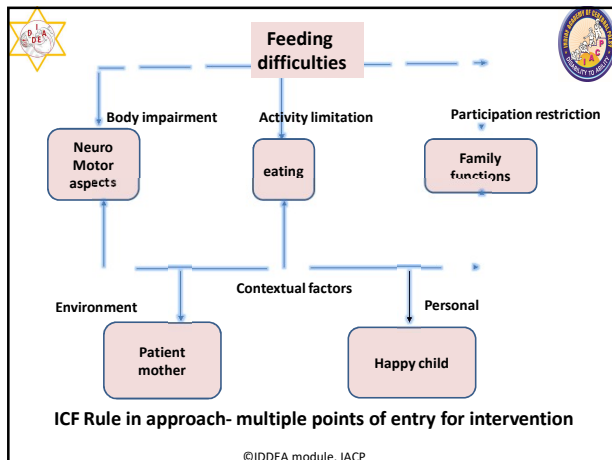 Feeding
difficulties
Body impairment
Activity limitation
Participation restriction
Neuro
Motor
aspects
eating
Family
functions
Contextual factors
Environment
Personal
Patient
mother
Happy child
ICF Rule in approach- multiple points of entry for intervention
©IDDEA module, IACP